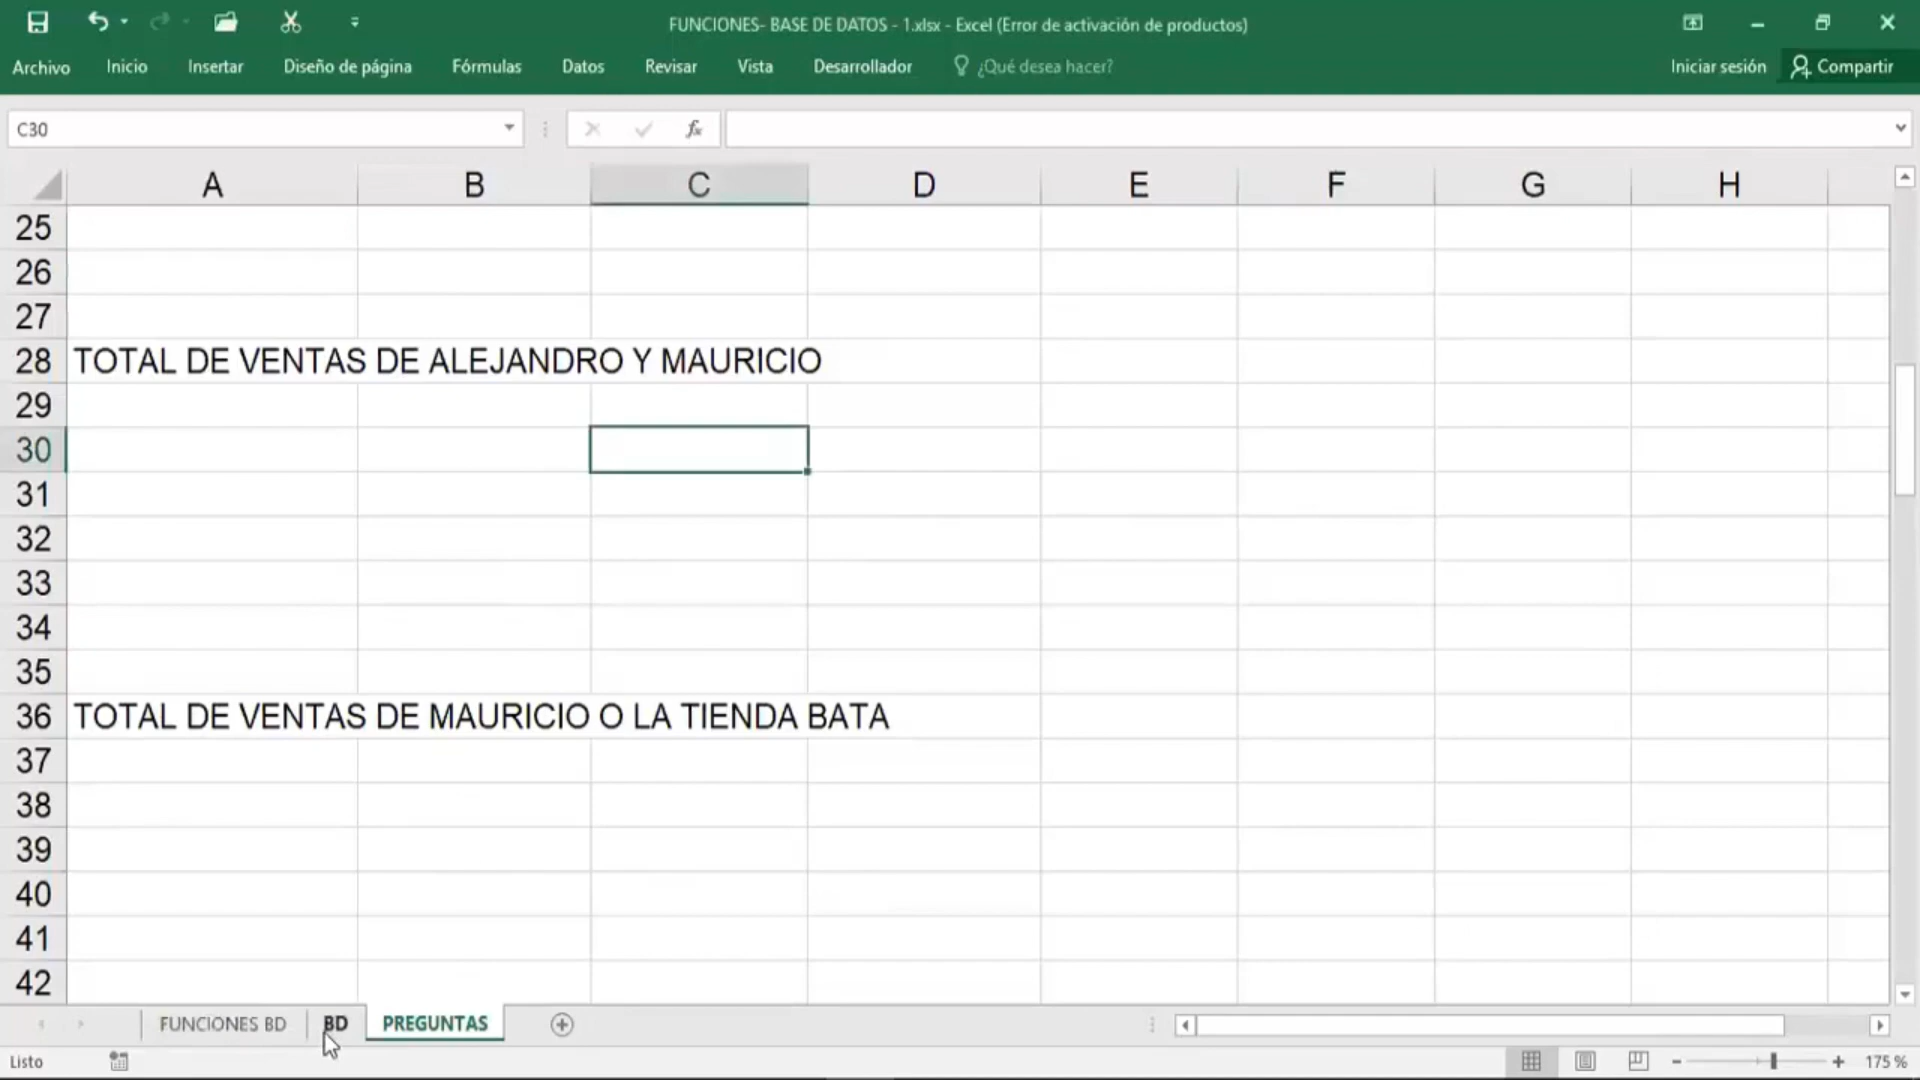 FUNCIONES- BASE DE DATOS - 1.xlsx - Excel (Error de activación de productos)
Archivo Inicio Insertar Diseño de página Fórmulas Datos Revisar Vista Desarrollador ¿Qué desea hacer? Iniciar sesión Compartir
C30 fx
A B C D E F G H
25
26
27
28 TOTAL DE VENTAS DE ALEJANDRO Y MAURICIO
29
30
31
32
33
34
35
36 TOTAL DE VENTAS DE MAURICIO O LA TIENDA BATA
37
38
39
40
41
42
FUNCIONES BD BD PREGUNTAS
Listo 175 %